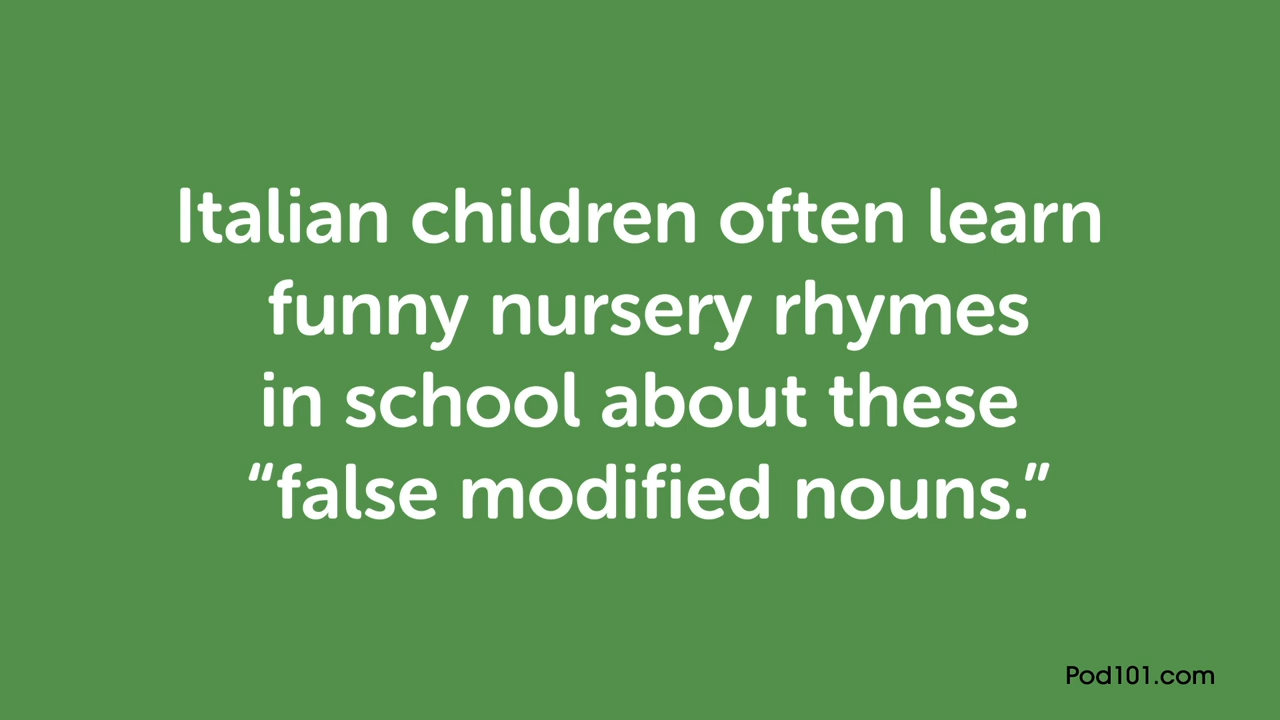 Italian children often learn
funny nursery rhymes
in school about these
“false modified nouns.”
Pod101.com